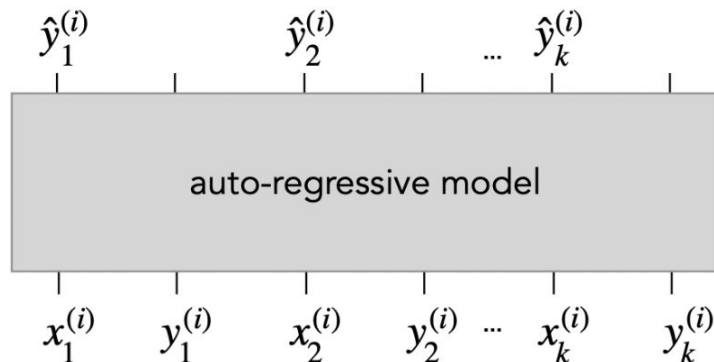 ŷ₁⁽ⁱ⁾ ŷ₂⁽ⁱ⁾ ... ŷₖ⁽ⁱ⁾
auto-regressive model
x₁⁽ⁱ⁾ y₁⁽ⁱ⁾ x₂⁽ⁱ⁾ y₂⁽ⁱ⁾ ... xₖ⁽ⁱ⁾ yₖ⁽ⁱ⁾